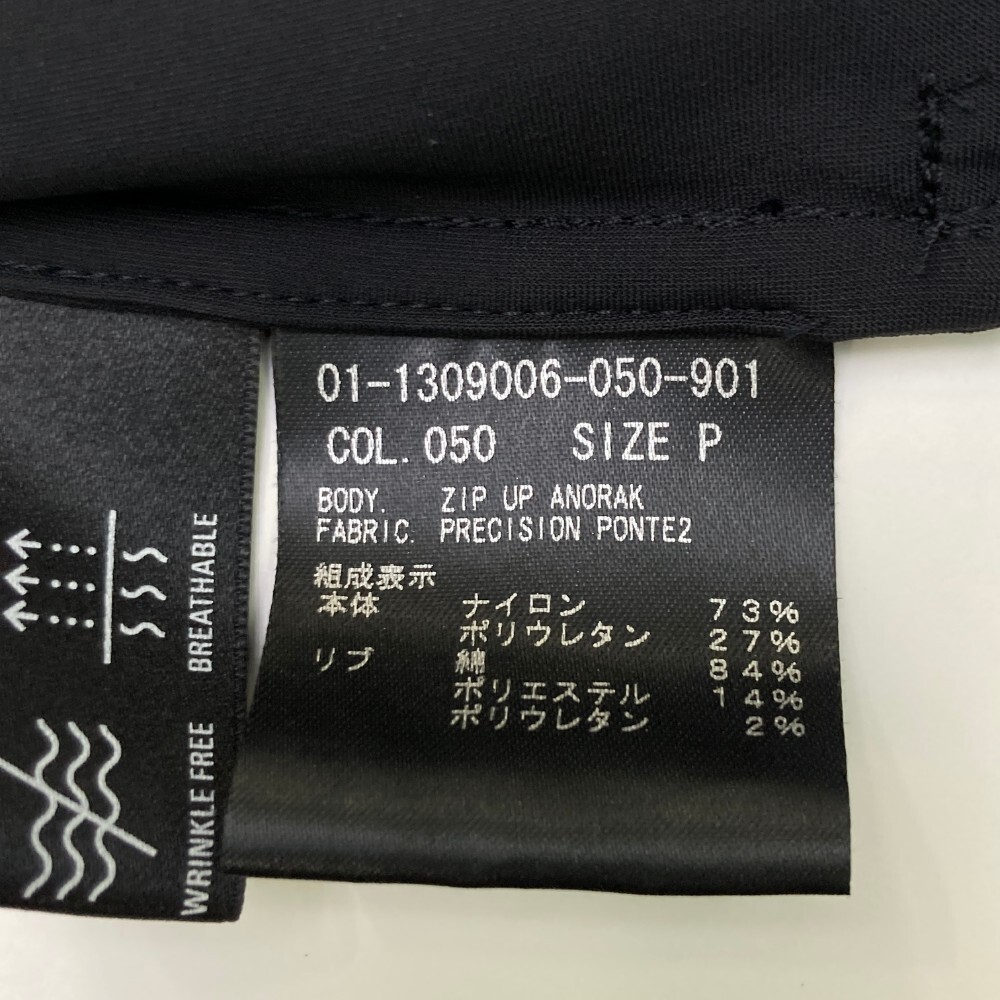 01-1309006-050-901
COL. 050 SIZE P
BODY. ZIP UP ANORAK
FABRIC. PRECISION PONTE2
組成表示
本体 ナイロン 73%
ポリウレタン 27%
リブ 綿 84%
ポリエステル 14%
ポリウレタン 2%
BREATHABLE
WRINKLE FREE